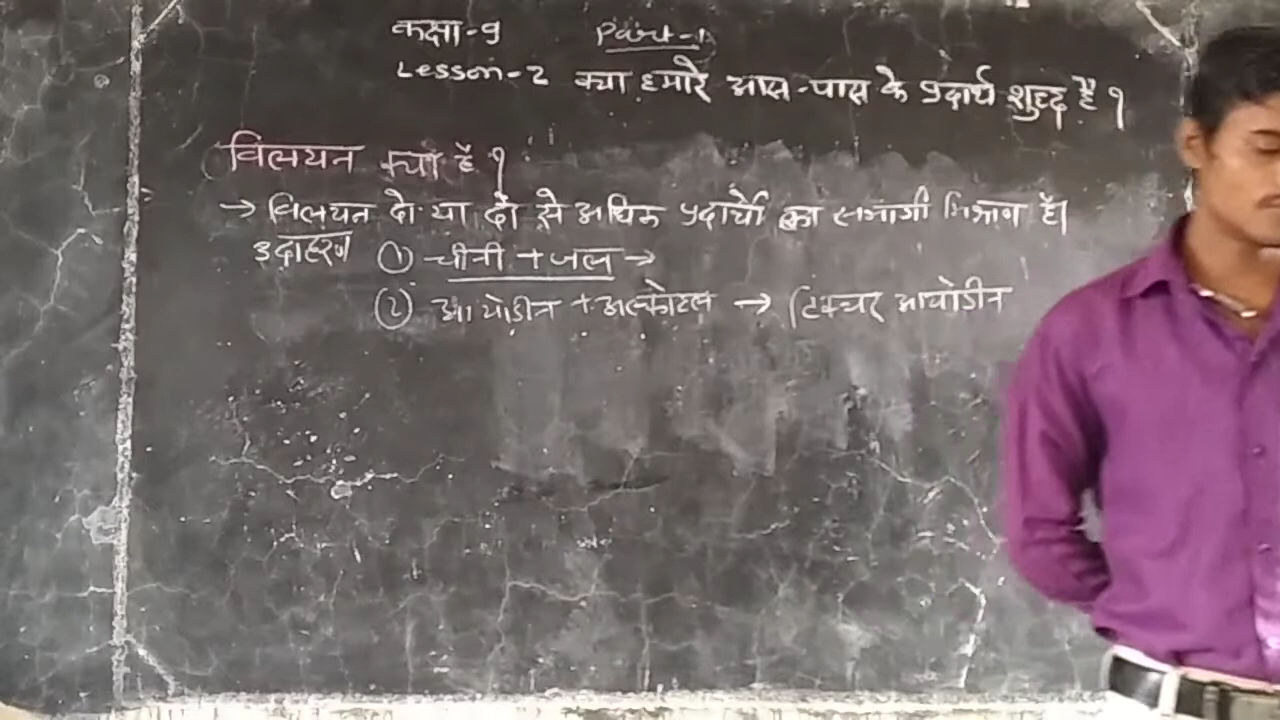 कक्षा-9 Part-1
Lesson-2 क्या हमारे आस-पास के पदार्थ शुद्ध हैं ?
विलयन क्या है ?
→ विलयन दो या दो से अधिक पदार्थो का समांगी मिश्रण है।
उदाहरण ① चीनी + जल →
② आयोडीन + अल्कोहल → टिंक्चर आयोडीन